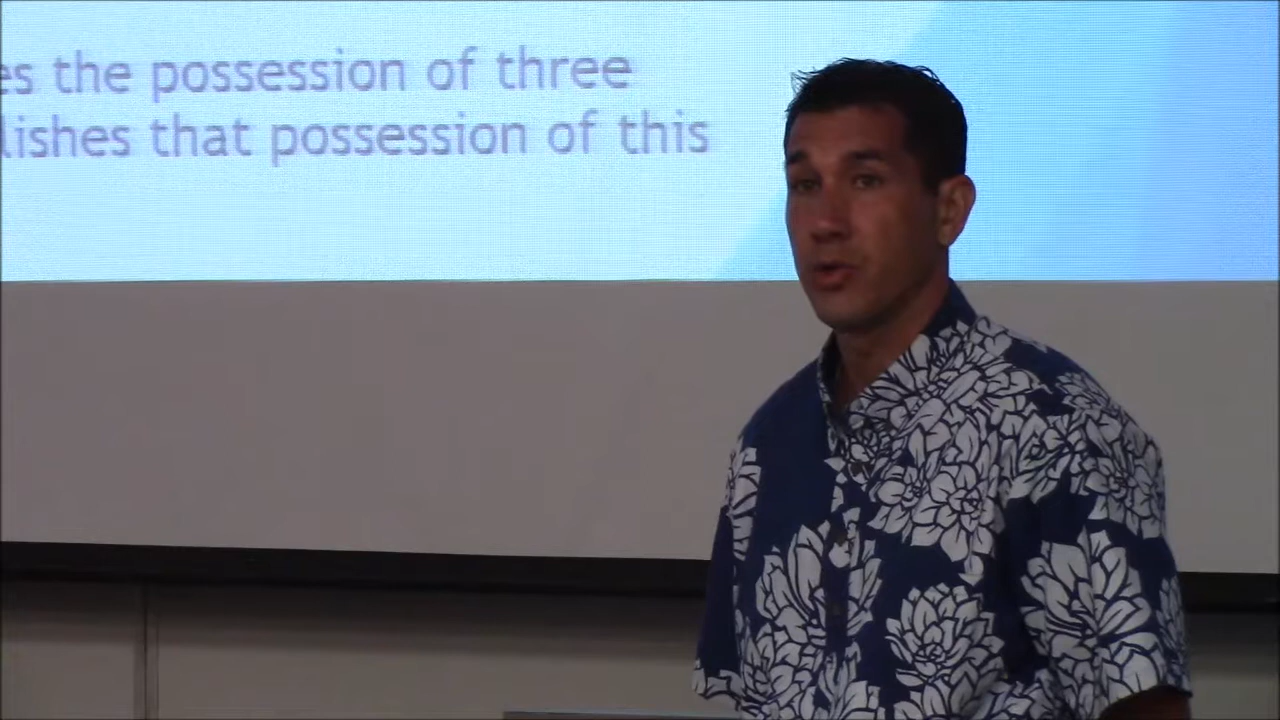 es the possession of three
lishes that possession of this